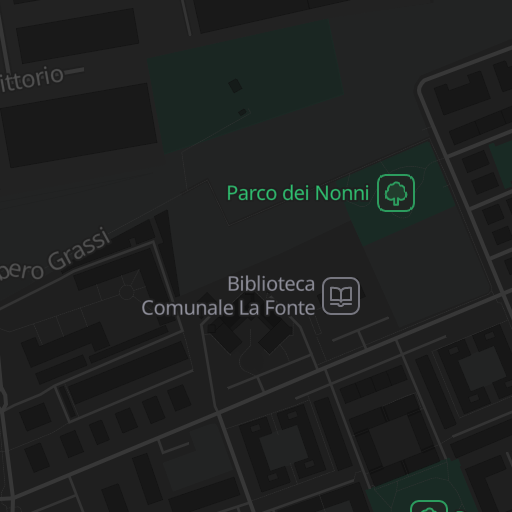 ittorio
Parco dei Nonni
bero Grassi
Biblioteca
Comunale La Fonte